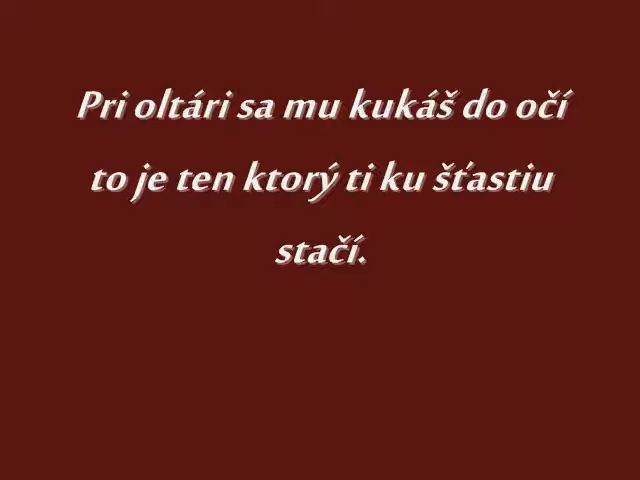 Pri oltári sa mu kukáš do očí
to je ten ktorý ti ku šťastiu
stačí.